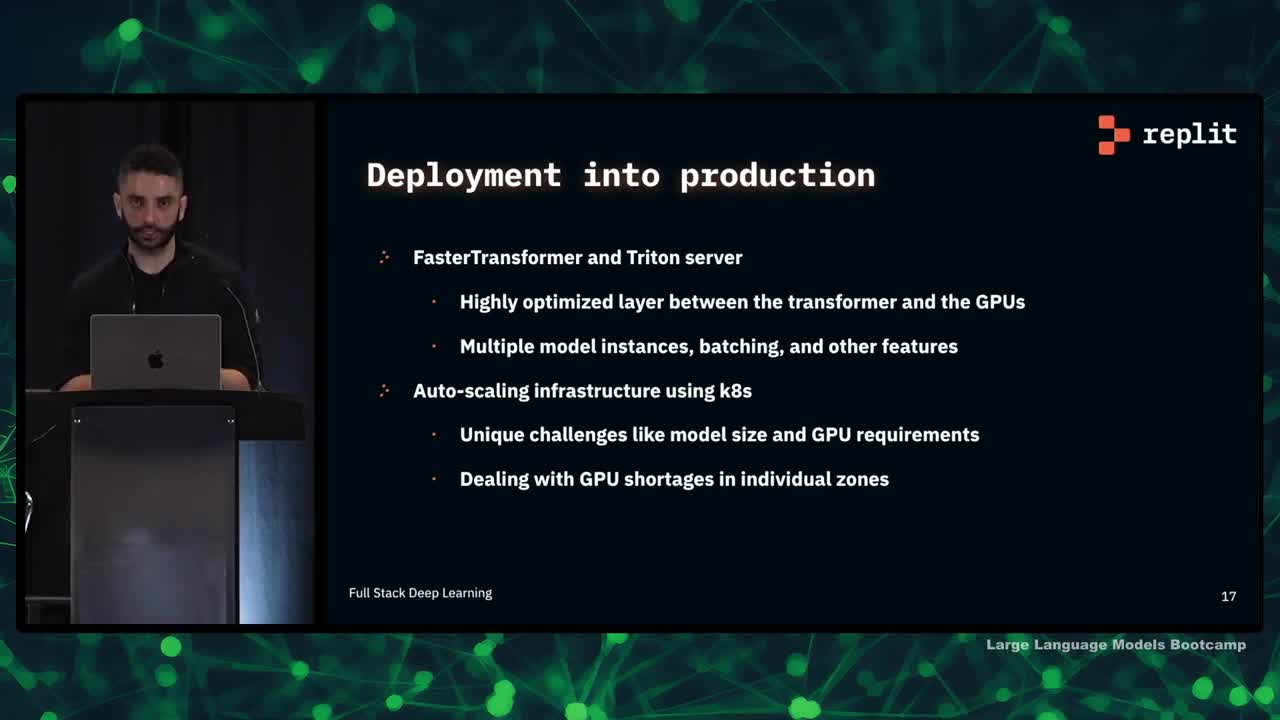 replit
Deployment into production
FasterTransformer and Triton server
Highly optimized layer between the transformer and the GPUs
Multiple model instances, batching, and other features
Auto-scaling infrastructure using k8s
Unique challenges like model size and GPU requirements
Dealing with GPU shortages in individual zones
Full Stack Deep Learning
17
Large Language Models Bootcamp